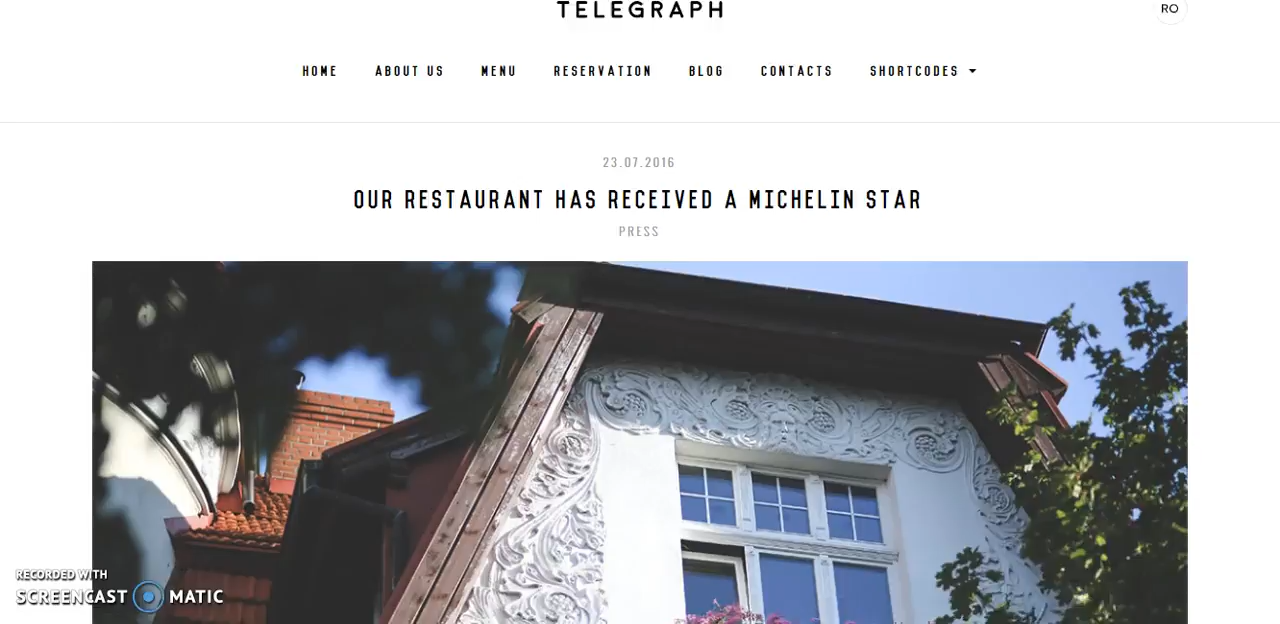 TELEGRAPH
RO
HOME ABOUT US MENU RESERVATION BLOG CONTACTS SHORTCODES
23.07.2016
OUR RESTAURANT HAS RECEIVED A MICHELIN STAR
PRESS
RECORDED WITH
SCREENCAST MATIC